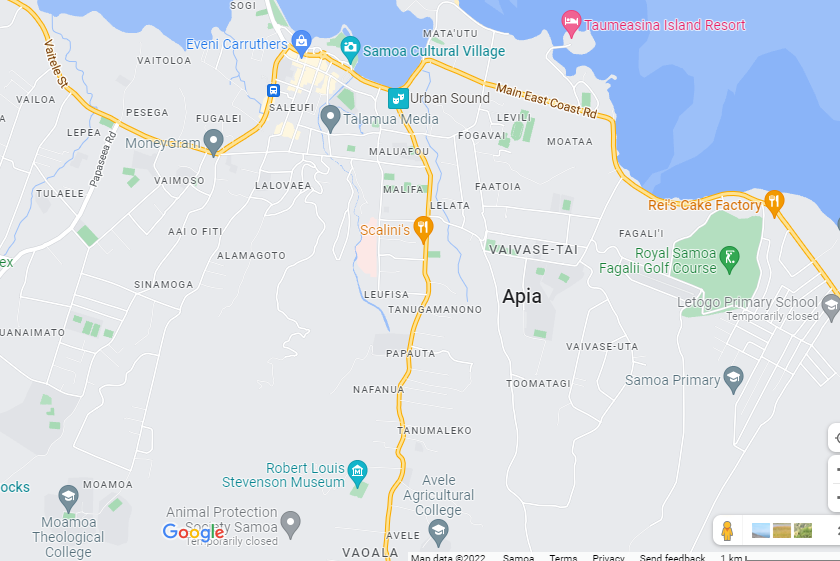 SOGI
MATA'UTU
Taumeasina Island Resort
Eveni Carruthers
Samoa Cultural Village
Vaitele St
VAITOLOA
Main East Coast Rd
VAILOA
SALEUFI
Urban Sound
PESEGA
FUGALEI
Talamua Media
LEVILI
LEPEA
MoneyGram
FOGAVAI
MOATAA
Papaseea Rd
MALUAFOU
VAIMOSO
LALOVAEA
MALIFA
FAATOIA
TULAELE
LELATA
Rei's Cake Factory
AAI O FITI
Scalini's
FAGALI'I
VAIVASE-TAI
Royal Samoa
Fagalii Golf Course
ALAMAGOTO
ex
SINAMOGA
LEUFISA
Apia
Letogo Primary School
Temporarily closed
TANUGAMANONO
UANAIMATO
VAIVASE-UTA
PAPAUTA
NAFANUA
TOOMATAGI
Samoa Primary
TANUMALEKO
Robert Louis
Stevenson Museum
Avele
Agricultural
College
ocks
MOAMOA
Moamoa
Theological
College
Animal Protection
Society Samoa
Temporarily closed
Google
AVELE
VAOALA
Map data ©2022 Samoa Terms Privacy Send feedback 1 km